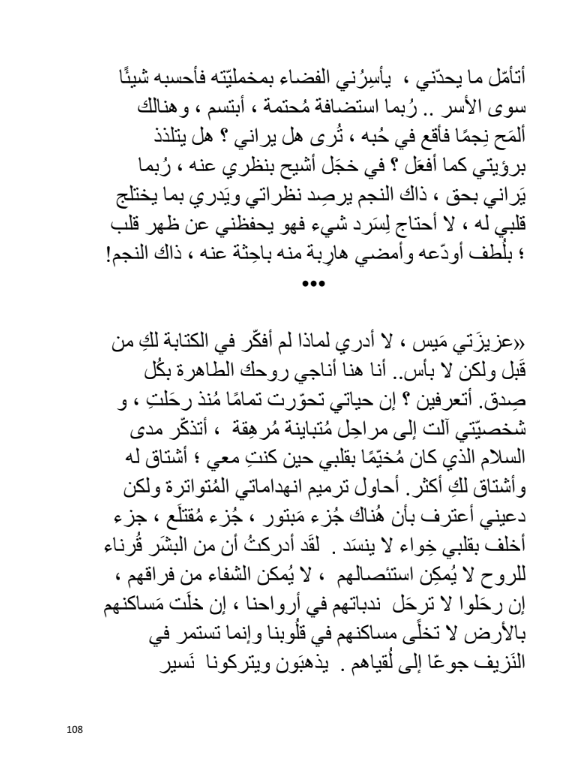 أتأمّل ما يحدّني ، يأسِرُني الفضاء بمخمليّته فأحسبه شيئًا
سوى الأسر .. رُبما استضافة مُحتمة ، أبتسم ، وهنالك
ألمَح نِجمًا فأقع في حُبه ، تُرى هل يراني ؟ هل يتلذذ
برؤيتي كما أفعَل ؟ في خجَل أشيح بنظري عنه ، رُبما
يَراني بحق ، ذاك النجم يرصِد نظراتي ويَدري بما يختلج
قلبي له ، لا أحتاج لِسَرد شيء فهو يحفظني عن ظهر قلب
؛ بلُطف أودّعه وأمضي هارِبة منه باحِثة عنه ، ذاك النجم!
•••
«عزيزَتي مَيس ، لا أدري لماذا لم أفكّر في الكتابة لكِ من
قَبل ولكن لا بأس.. أنا هنا أناجي روحك الطاهرة بكُل
صِدق. أتعرفين ؟ إن حياتي تحوّرت تمامًا مُنذ رحَلتِ ، و
شخصيّتي آلت إلى مراحِل مُتباينة مُرهِقة ، أتذكّر مدى
السلام الذي كان مُخيّمًا بقلبي حين كنتِ معي ؛ أشتاق له
وأشتاق لكِ أكثر. أحاول ترميم انهداماتي المُتواترة ولكن
دعيني أعترف بأن هُناك جُزء مَبتور ، جُزء مُقتلَع ، جزء
أخلف بقلبي خِواء لا ينسَد . لقَد أدركتُ أن من البشَر قُرناء
للروح لا يُمكِن استئصالهم ، لا يُمكن الشفاء من فراقهم ،
إن رحَلوا لا ترحَل ندباتهم في أرواحنا ، إن خلَت مَساكنهم
بالأرض لا تخلَى مساكنهم في قلُوبنا وإنما تستمر في
النَزيف جوعًا إلى لُقياهم . يذهبَون ويتركونا نَسير
108